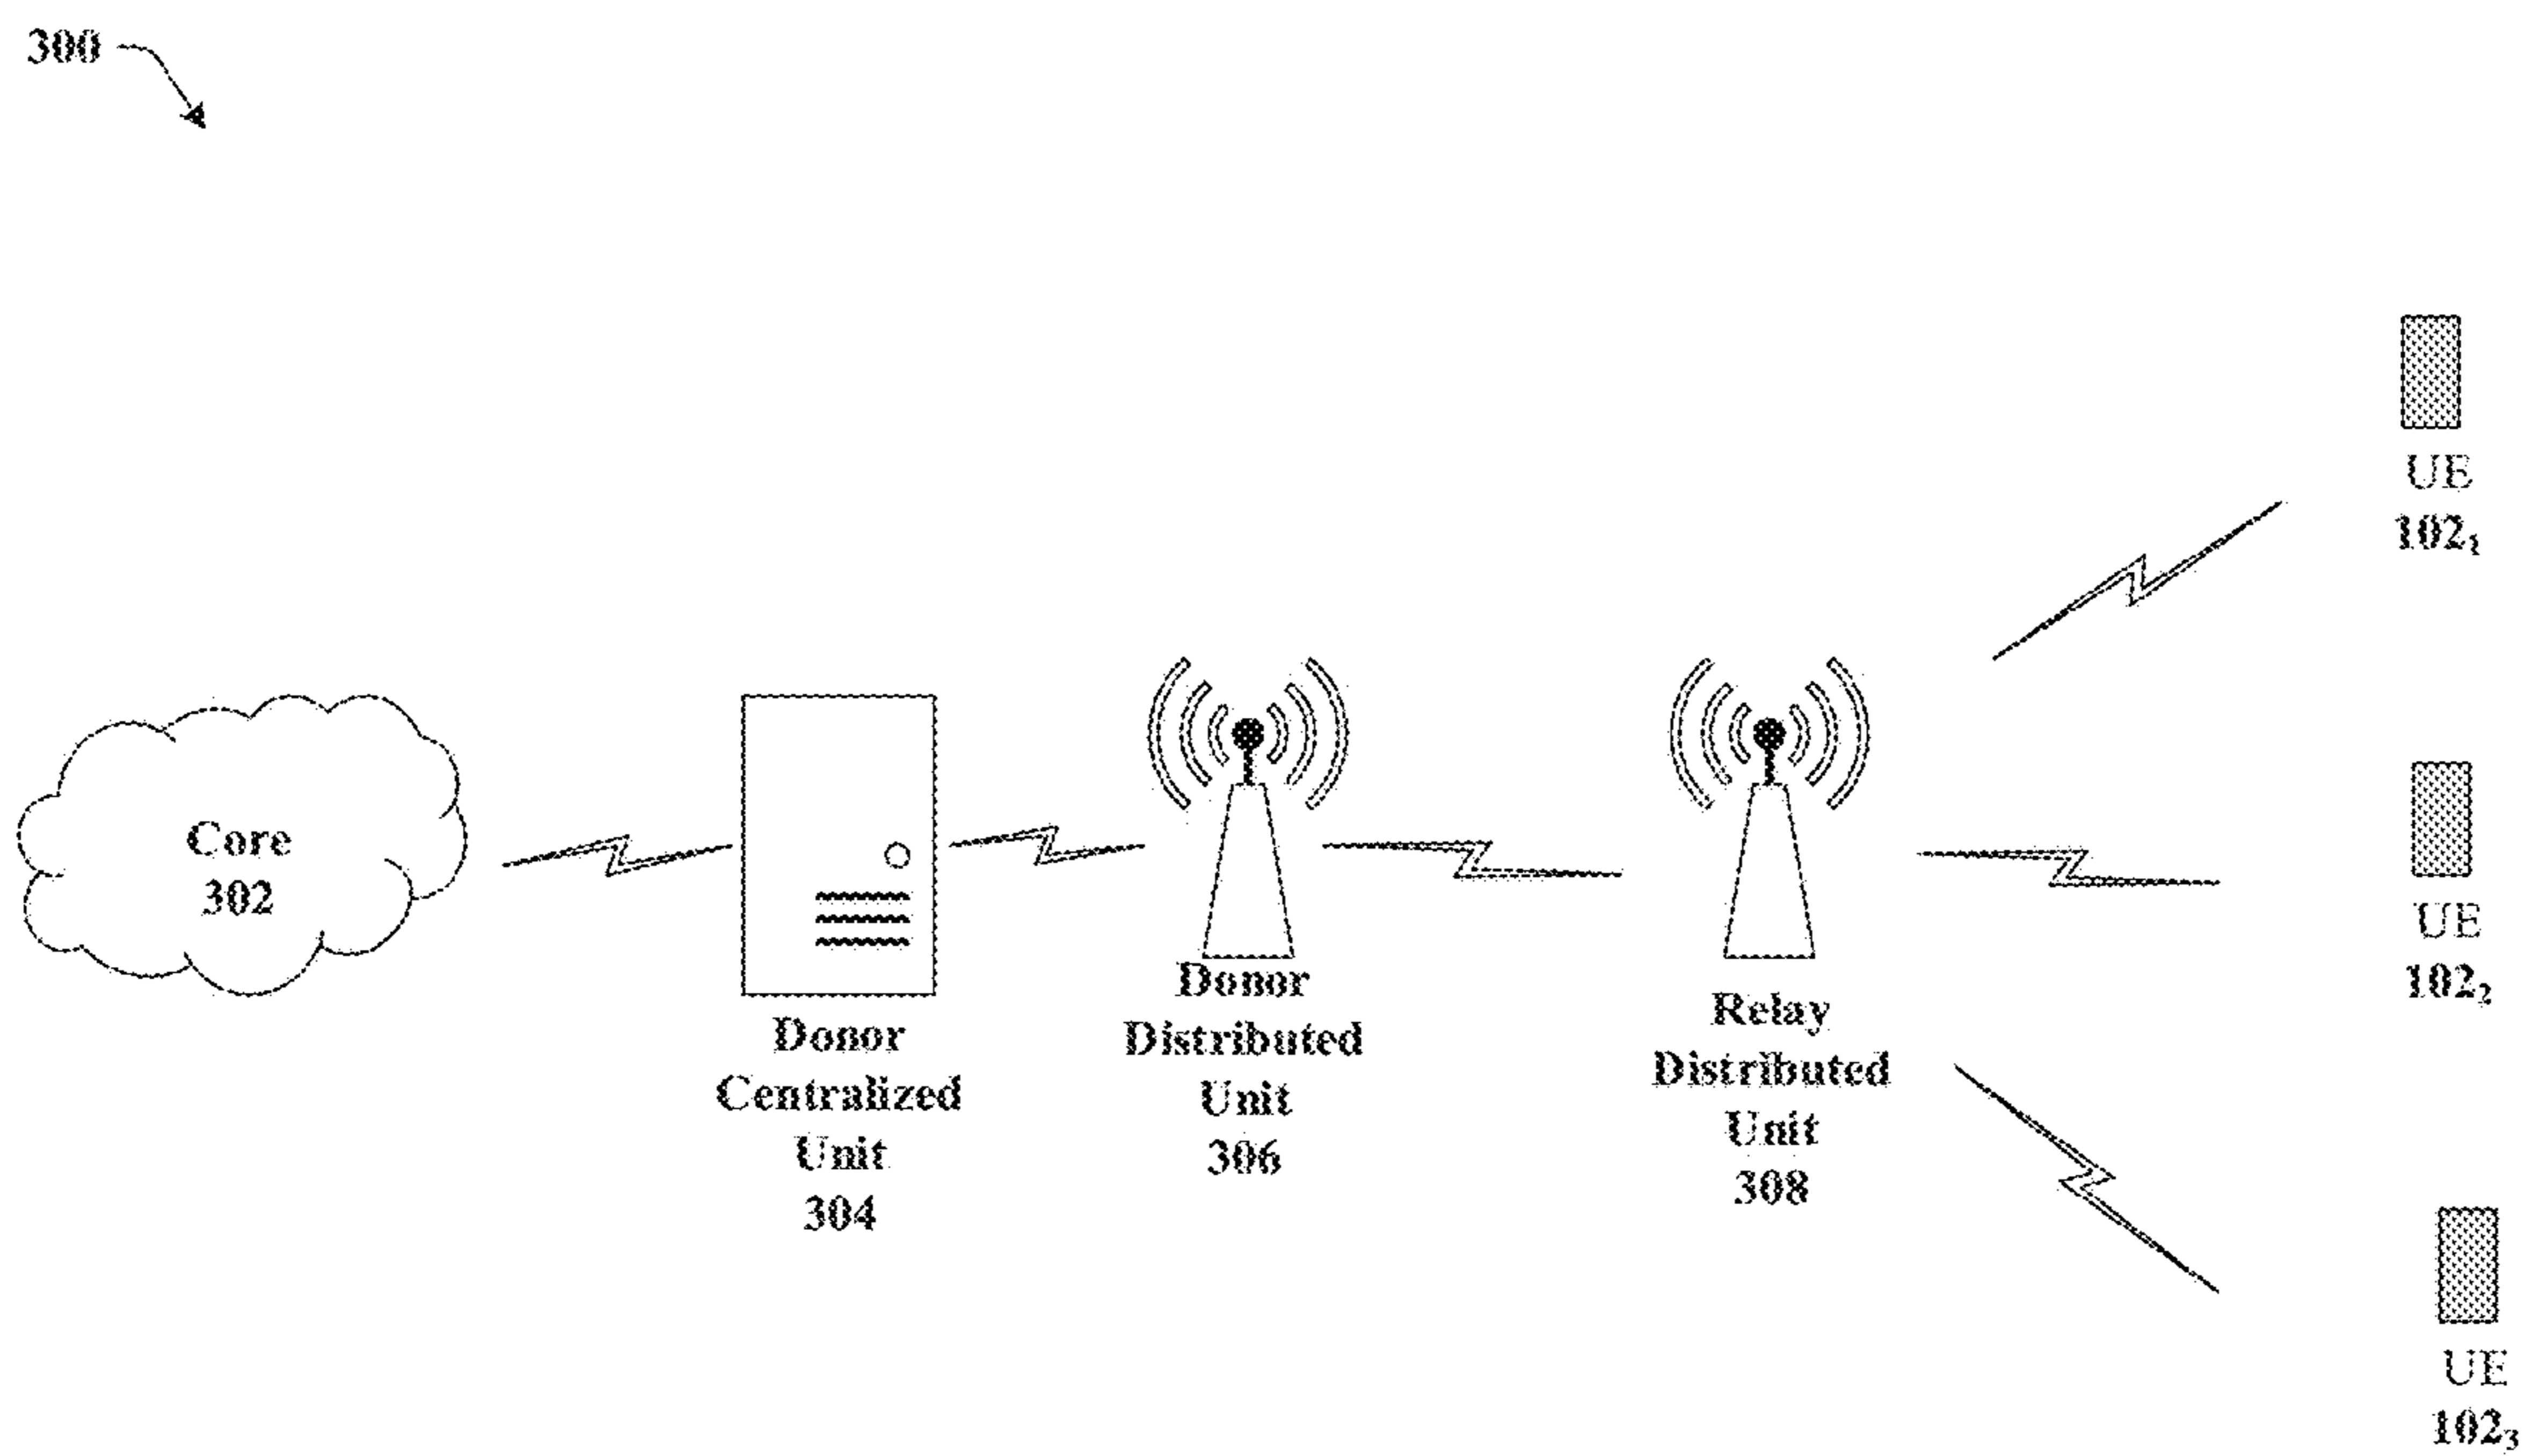 300
Core
302
Donor
Centralized
Unit
304
Donor
Distributed
Unit
306
Relay
Distributed
Unit
308
UE
102₁
UE
102₂
UE
102₃